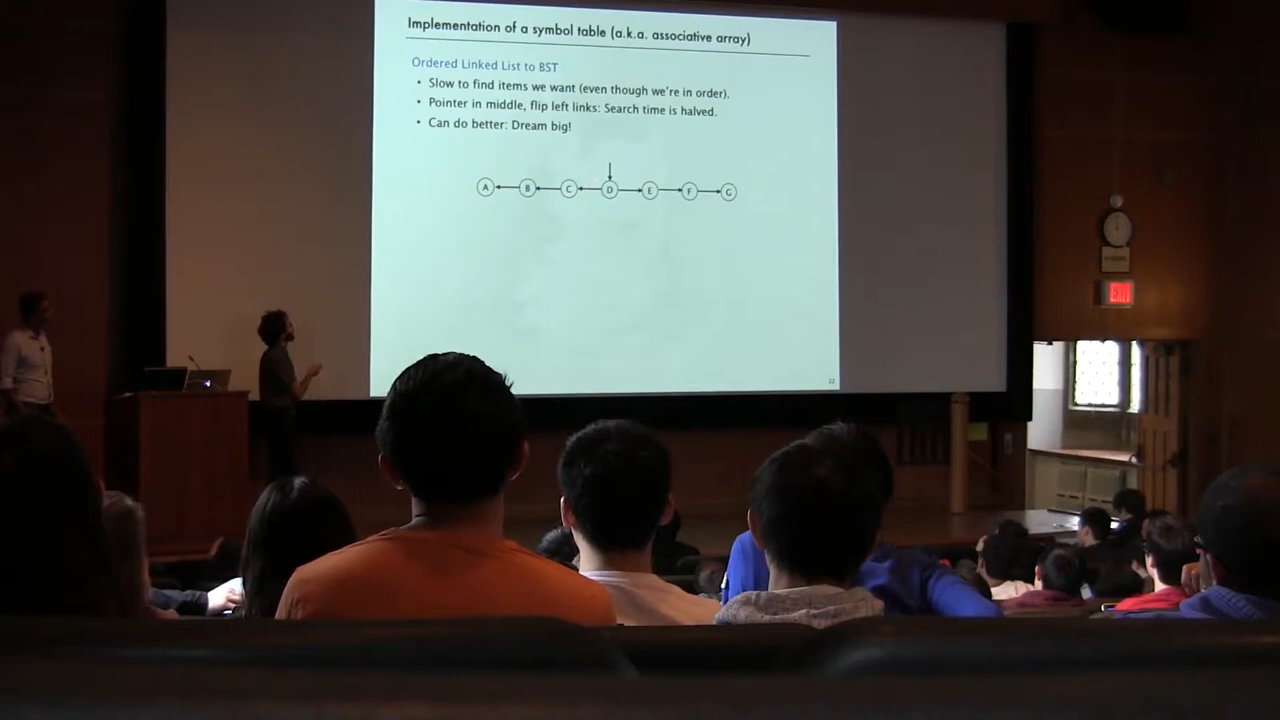 Implementation of a symbol table (a.k.a. associative array)
Ordered Linked List to BST
• Slow to find items we want (even though we're in order).
• Pointer in middle, flip left links: Search time is halved.
• Can do better: Dream big!
A B C D E F G
22
EXIT